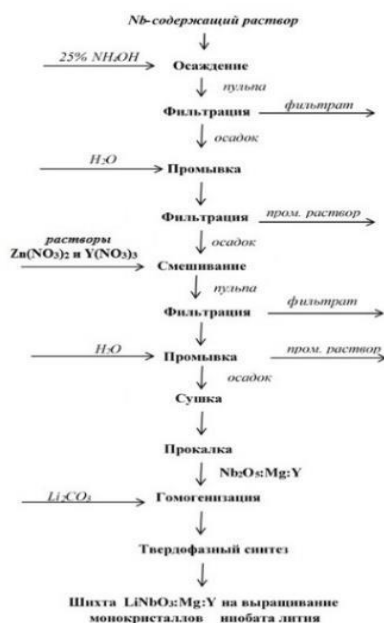 Nb-содержащий раствор
25% NH4OH
Осаждение
пульпа
Фильтрация
фильтрат
осадок
H2O
Промывка
Фильтрация
пром. раствор
растворы
Zn(NO3)2 и Y(NO3)3
осадок
Смешивание
пульпа
Фильтрация
фильтрат
H2O
Промывка
пром. раствор
осадок
Сушка
Прокалка
Nb2O5:Mg:Y
Li2CO3
Гомогенизация
Твердофазный синтез
Шихта LiNbO3:Mg:Y на выращивание
монокристаллов ниобата лития